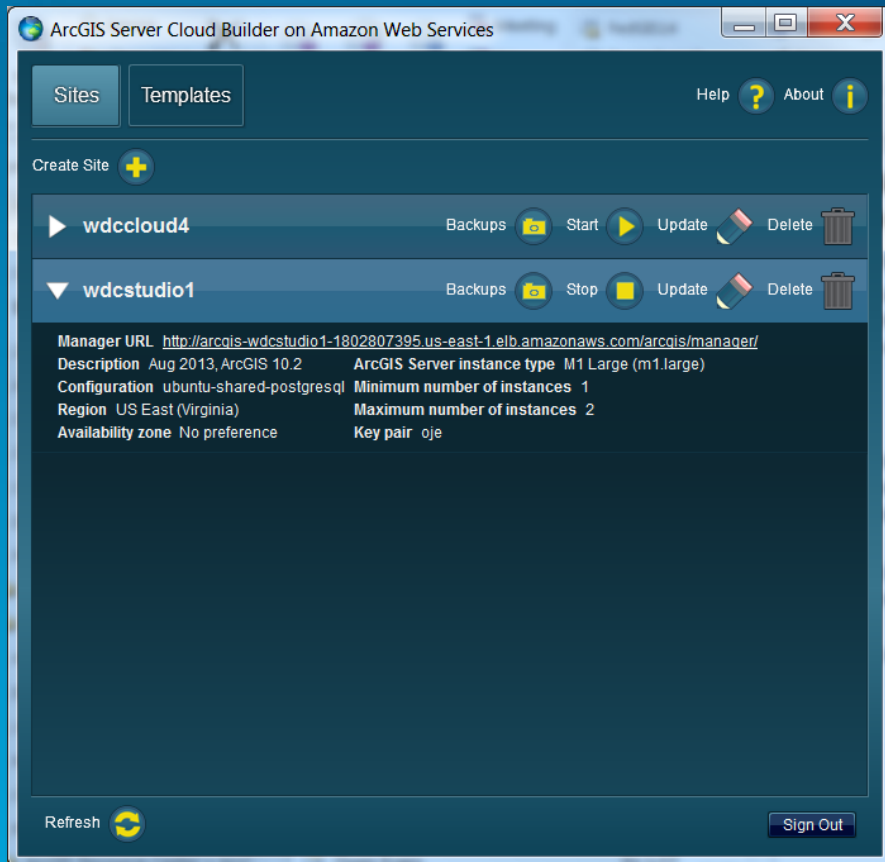 ArcGIS Server Cloud Builder on Amazon Web Services
Sites Templates Help ? About i
Create Site
wdccloud4 Backups Start Update Delete
wdcstudio1 Backups Stop Update Delete
Manager URL http://arcgis-wdcstudio1-1802807395.us-east-1.elb.amazonaws.com/arcgis/manager/
Description Aug 2013, ArcGIS 10.2 ArcGIS Server instance type M1 Large (m1.large)
Configuration ubuntu-shared-postgresql Minimum number of instances 1
Region US East (Virginia) Maximum number of instances 2
Availability zone No preference Key pair oje
Refresh Sign Out